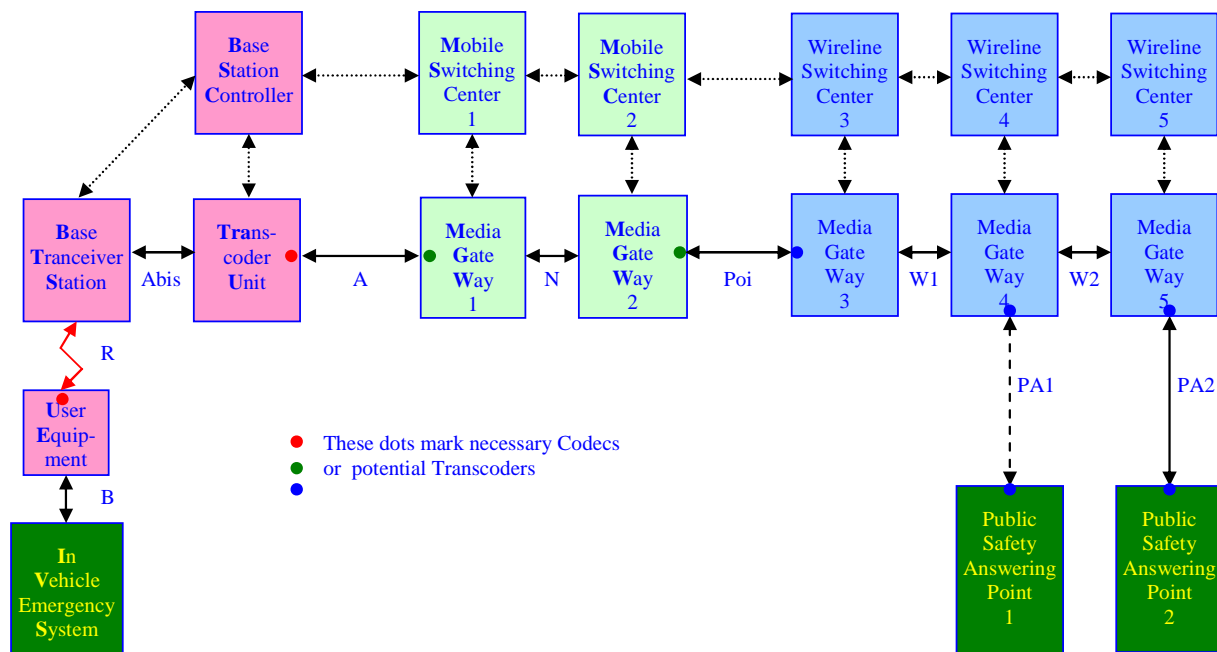 Base
Station
Controller
Mobile
Switching
Center
1
Mobile
Switching
Center
2
Wireline
Switching
Center
3
Wireline
Switching
Center
4
Wireline
Switching
Center
5
Base
Tranceiver
Station
Abis
Trans-
coder
Unit
A
Media
Gate
Way
1
N
Media
Gate
Way
2
Poi
Media
Gate
Way
3
W1
Media
Gate
Way
4
W2
Media
Gate
Way
5
R
PA1
PA2
User
Equip-
ment
These dots mark necessary Codecs
or potential Transcoders
B
In
Vehicle
Emergency
System
Public
Safety
Answering
Point
1
Public
Safety
Answering
Point
2